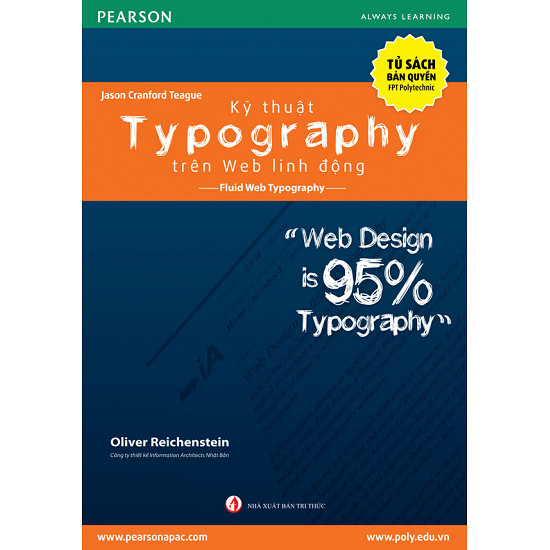 PEARSON
ALWAYS LEARNING
TỦ SÁCH
BẢN QUYỀN
FPT Polytechnic
Jason Cranford Teague
Kỹ thuật
Typography
trên Web linh động
Fluid Web Typography
"Web Design
is 95%
Typography"
iA
Oliver Reichenstein
Công ty thiết kế Information Architects Nhật Bản
NHÀ XUẤT BẢN TRI THỨC
www.pearsonapac.com
www.poly.edu.vn